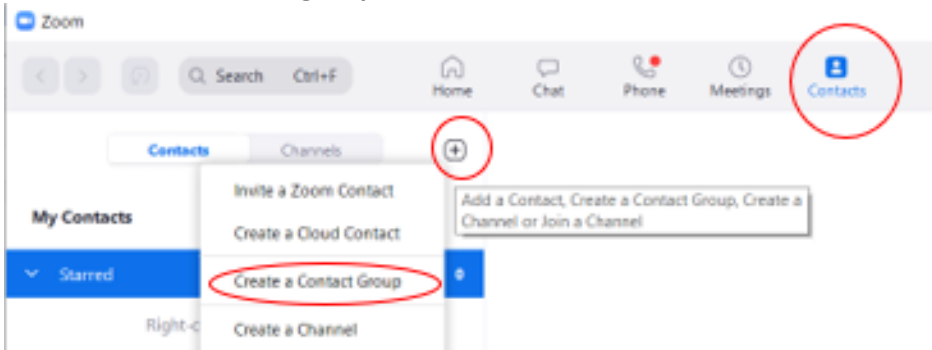 Zoom
Search Ctrl+F
Home Chat Phone Meetings Contacts
Contacts Channels
Invite a Zoom Contact
Add a Contact, Create a Contact Group, Create a
Channel or Join a Channel
My Contacts
Create a Cloud Contact
Starred
Create a Contact Group
Right-c
Create a Channel